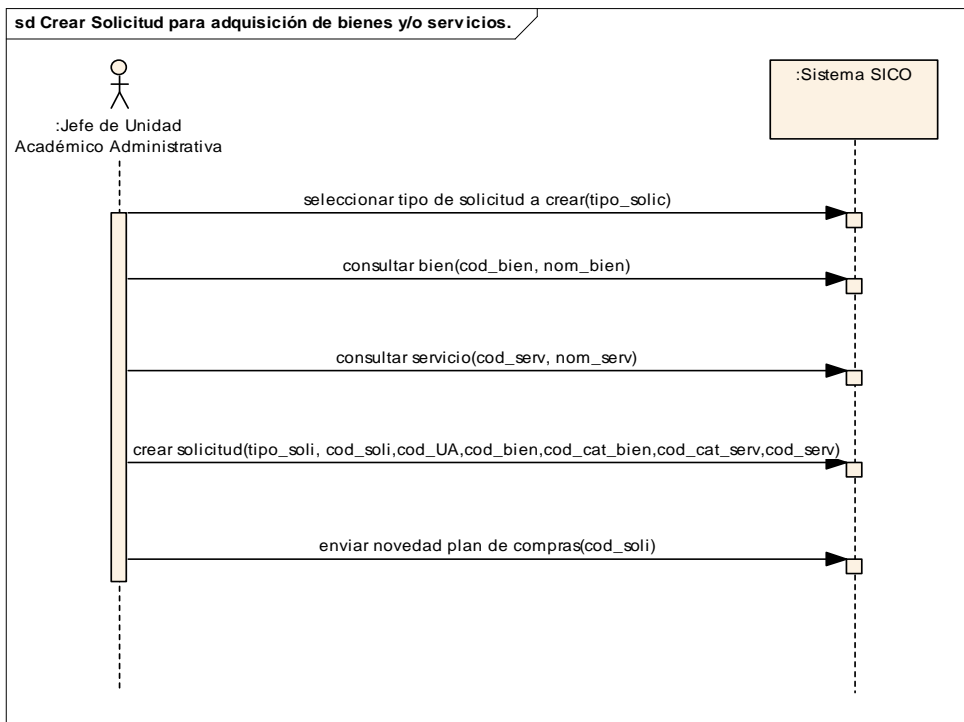 sd Crear Solicitud para adquisición de bienes y/o servicios.
:Jefe de Unidad
Académico Administrativa
:Sistema SICO
seleccionar tipo de solicitud a crear(tipo_solic)
consultar bien(cod_bien, nom_bien)
consultar servicio(cod_serv, nom_serv)
crear solicitud(tipo_soli, cod_soli,cod_UA,cod_bien,cod_cat_bien,cod_cat_serv,cod_serv)
enviar novedad plan de compras(cod_soli)